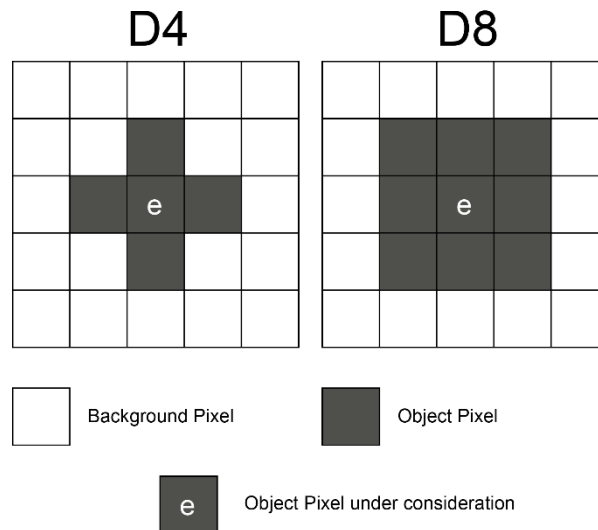 D4 D8
e e
Background Pixel Object Pixel
e Object Pixel under consideration